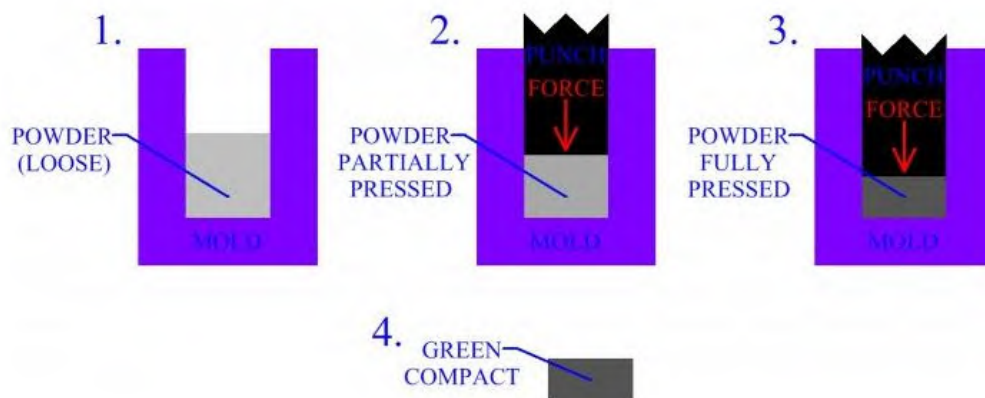 1.
POWDER
(LOOSE)
MOLD
2.
PUNCH
FORCE
POWDER
PARTIALLY
PRESSED
MOLD
3.
PUNCH
FORCE
POWDER
FULLY
PRESSED
MOLD
4.
GREEN
COMPACT